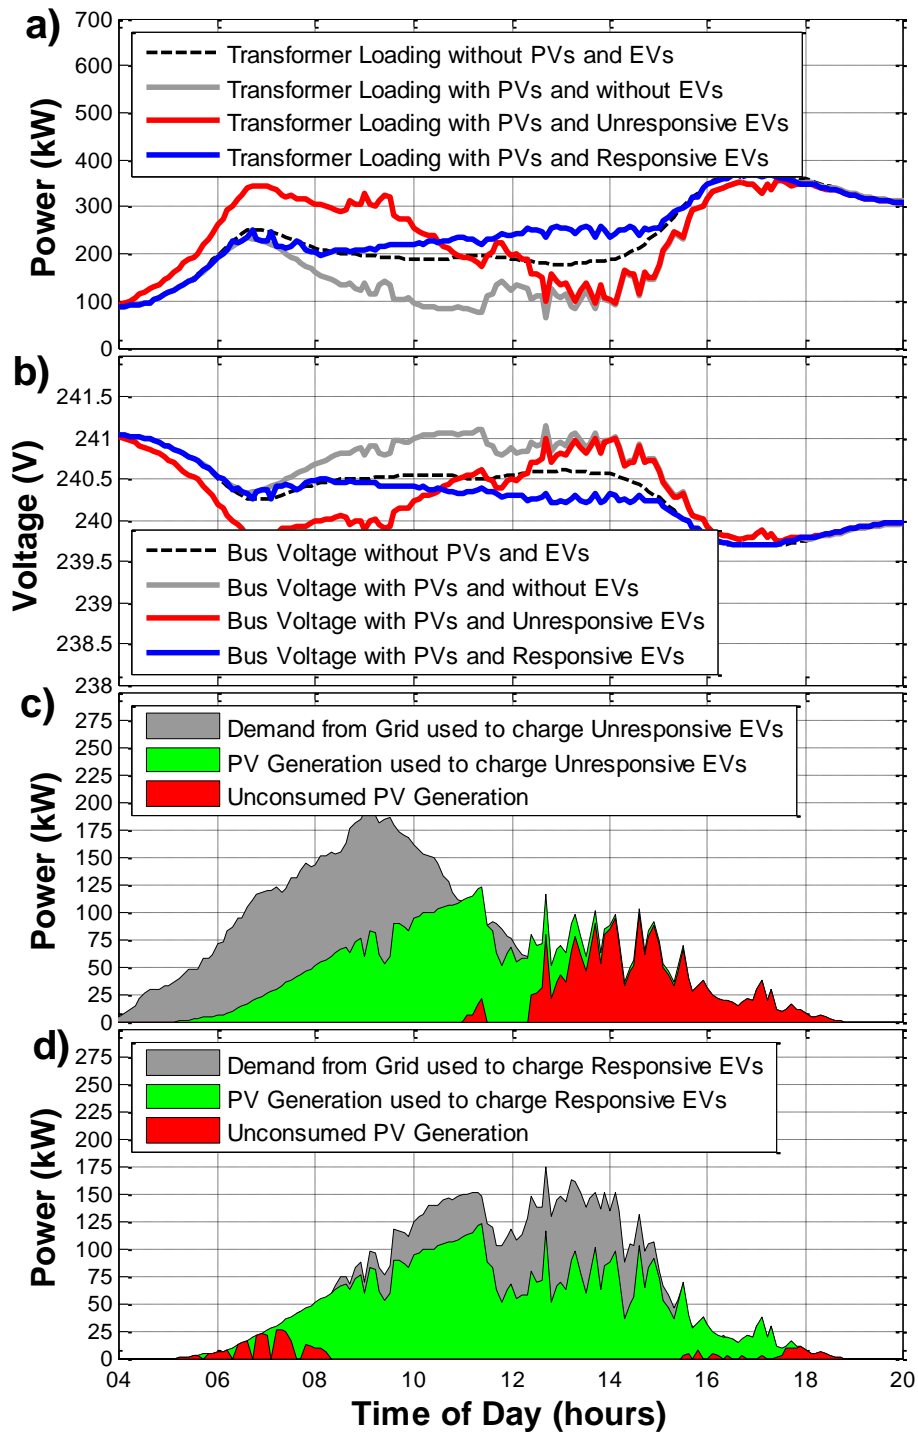 a)
Power (kW)
700
600
500
400
300
200
100
0
Transformer Loading without PVs and EVs
Transformer Loading with PVs and without EVs
Transformer Loading with PVs and Unresponsive EVs
Transformer Loading with PVs and Responsive EVs
b)
Voltage (V)
241.5
241
240.5
240
239.5
239
238.5
238
Bus Voltage without PVs and EVs
Bus Voltage with PVs and without EVs
Bus Voltage with PVs and Unresponsive EVs
Bus Voltage with PVs and Responsive EVs
c)
Power (kW)
275
250
225
200
175
150
125
100
75
50
25
0
Demand from Grid used to charge Unresponsive EVs
PV Generation used to charge Unresponsive EVs
Unconsumed PV Generation
d)
Power (kW)
275
250
225
200
175
150
125
100
75
50
25
0
Demand from Grid used to charge Responsive EVs
PV Generation used to charge Responsive EVs
Unconsumed PV Generation
04 06 08 10 12 14 16 18 20
Time of Day (hours)